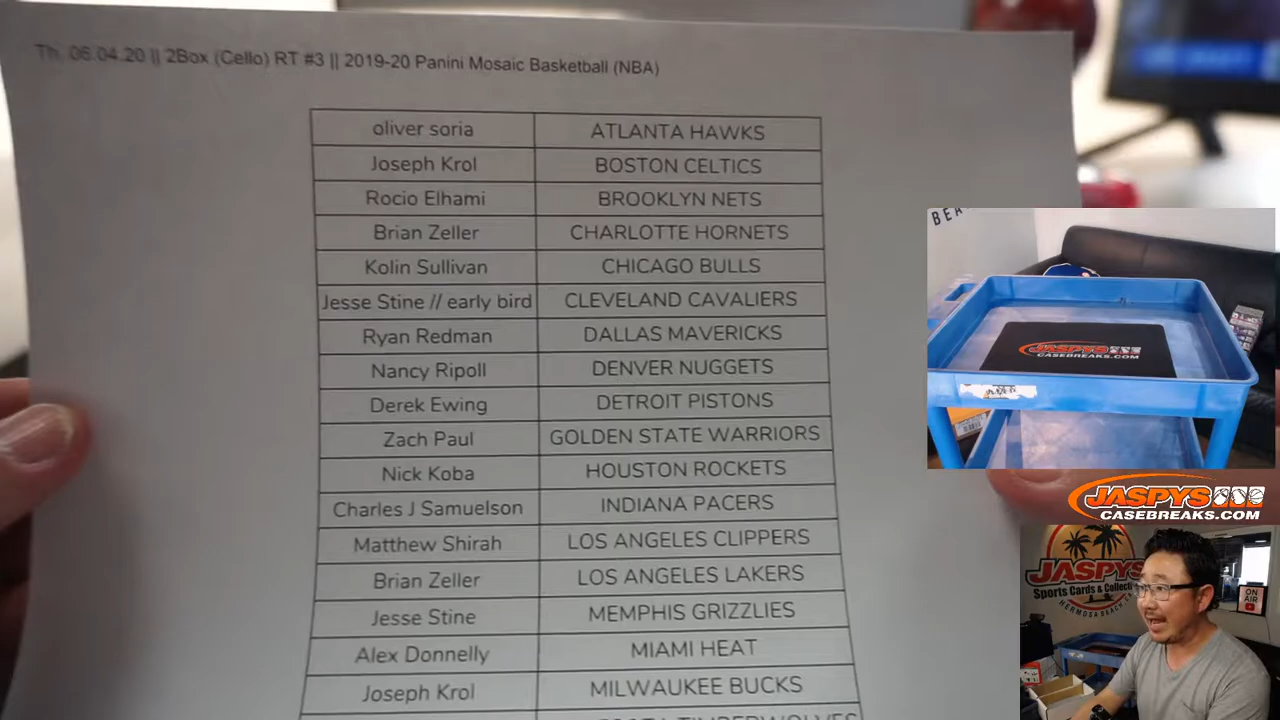 Th. 06.04.20 || 2Box (Cello) RT #3 || 2019-20 Panini Mosaic Basketball (NBA)
oliver soria ATLANTA HAWKS
Joseph Krol BOSTON CELTICS
Rocio Elhami BROOKLYN NETS
Brian Zeller CHARLOTTE HORNETS
Kolin Sullivan CHICAGO BULLS
Jesse Stine // early bird CLEVELAND CAVALIERS
Ryan Redman DALLAS MAVERICKS
Nancy Ripoll DENVER NUGGETS
Derek Ewing DETROIT PISTONS
Zach Paul GOLDEN STATE WARRIORS
Nick Koba HOUSTON ROCKETS
Charles J Samuelson INDIANA PACERS
Matthew Shirah LOS ANGELES CLIPPERS
Brian Zeller LOS ANGELES LAKERS
Jesse Stine MEMPHIS GRIZZLIES
Alex Donnelly MIAMI HEAT
Joseph Krol MILWAUKEE BUCKS
JASPYS
CASEBREAKS.COM
JASPYS
CASEBREAKS.COM
JASPYS
Sports Cards & Collecti
HERMOSA BEACH, CA
ON AIR